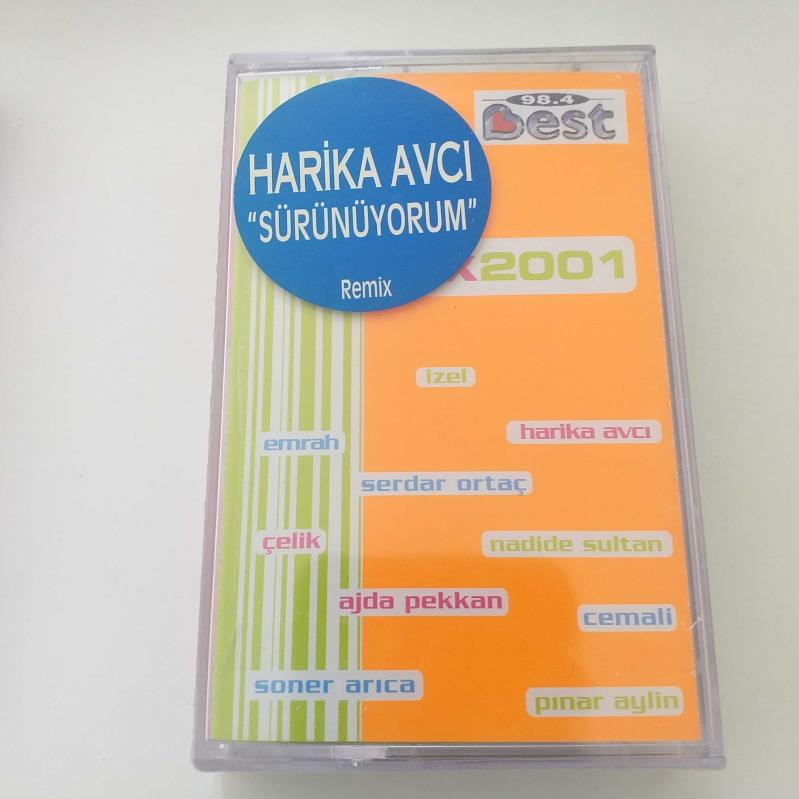 98.4
Best
HARİKA AVCI
"SÜRÜNÜYORUM"
Remix
x2001
izel
harika avcı
emrah
serdar ortaç
çelik
nadide sultan
ajda pekkan
cemali
soner arıca
pınar aylin